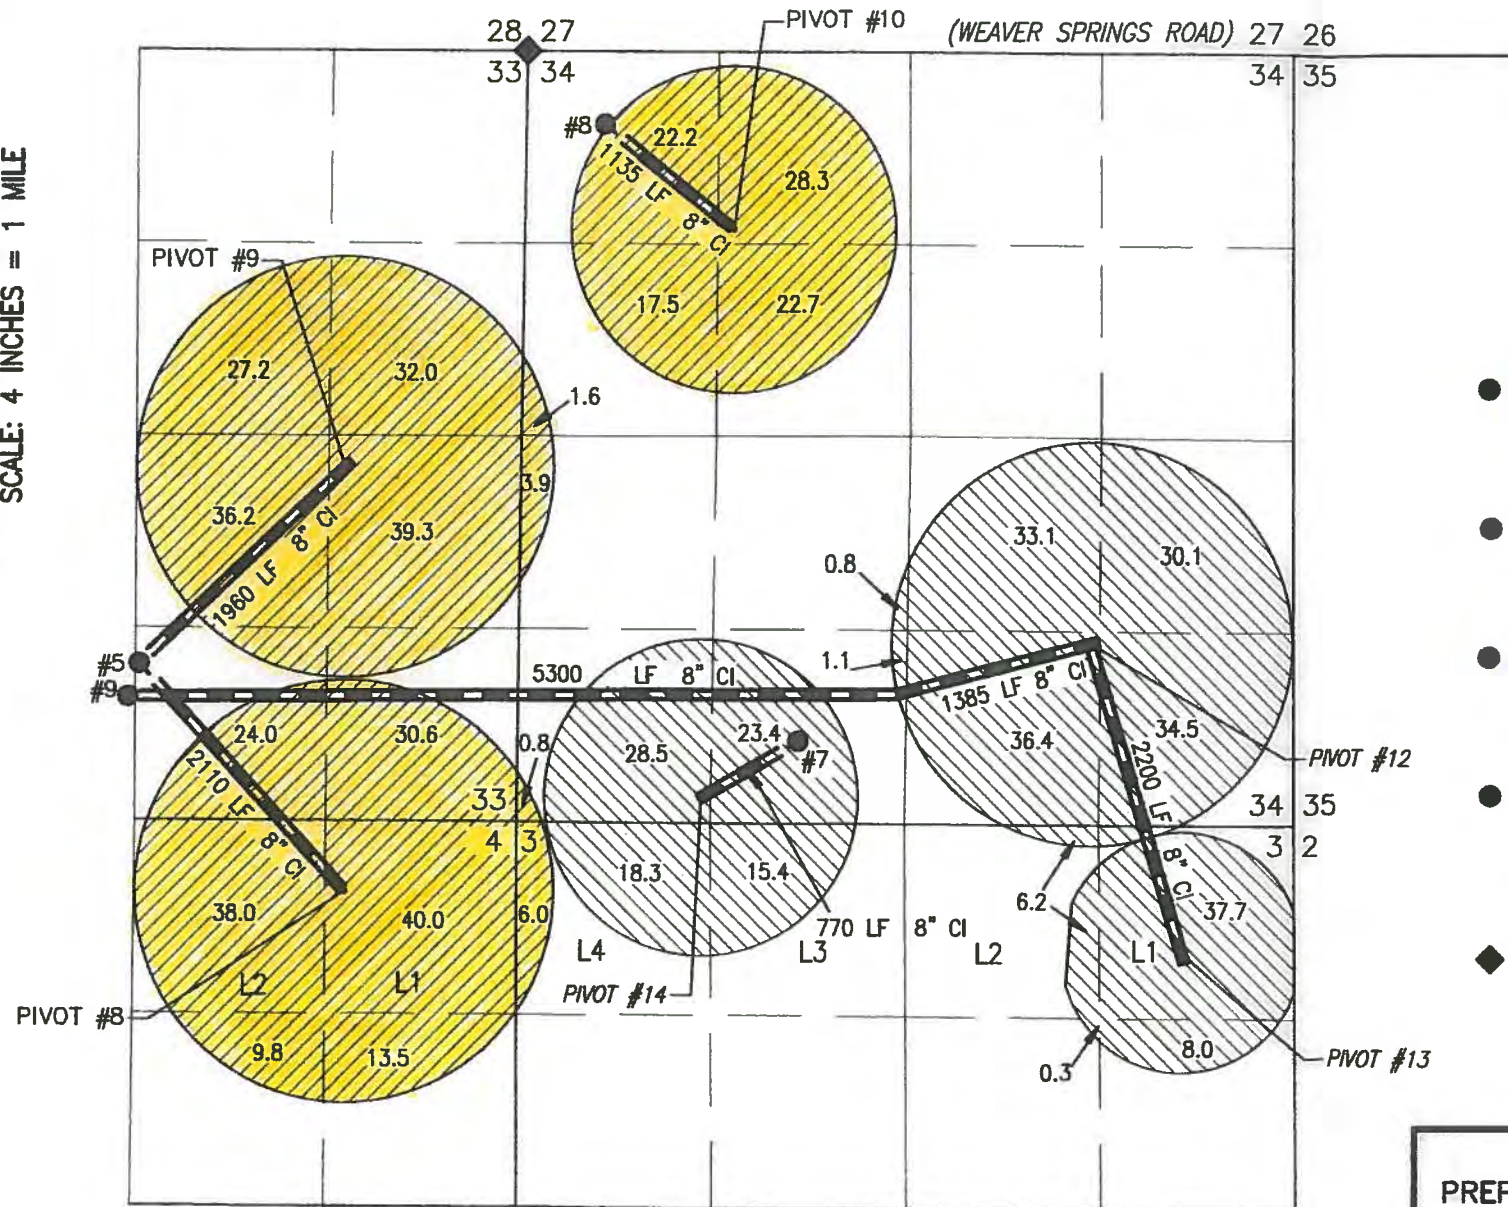 PIVOT #10
28 27
(WEAVER SPRINGS ROAD) 27 26
33 34
34 35
SCALE: 4 INCHES = 1 MILE
#8
22.2
1135 LF 8" CI
28.3
PIVOT #9
17.5
22.7
27.2
32.0
1.6
3.9
36.2
39.3
1960 LF 8" CI
33.1
30.1
0.8
1.1
#5
#9
5300 LF 8" CI
1385 LF 8" CI
24.0
30.6
0.8
28.5
23.4
#7
36.4
34.5
2200 LF 8" CI
PIVOT #12
2110 LF 8" CI
33
34 35
4 3
3 2
18.3
15.4
38.0
40.0
6.0
6.2
37.7
770 LF 8" CI
L4
L3
L2
L1
L2
L1
PIVOT #14
PIVOT #8
9.8
13.5
8.0
0.3
PIVOT #13
PREP